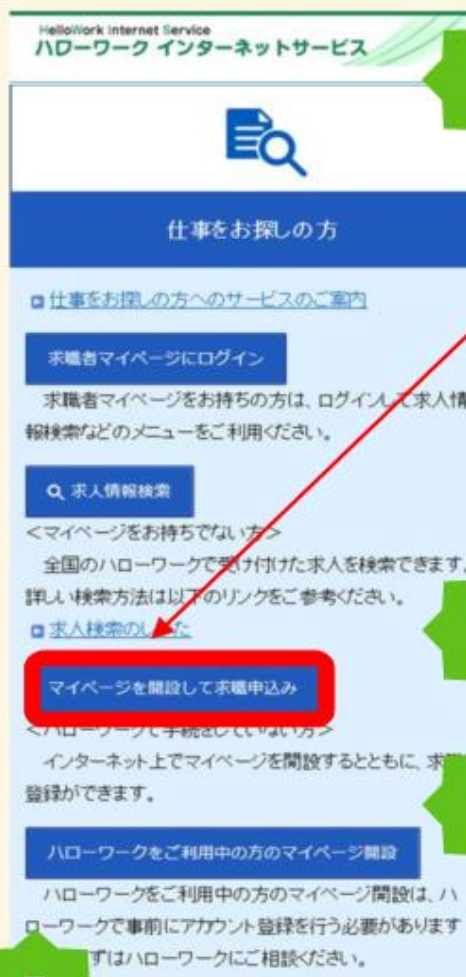 HelloWork Internet Service
ハローワーク インターネットサービス
仕事をお探しの方
仕事をお探しの方へのサービスのご案内
求職者マイページにログイン
求職者マイページをお持ちの方は、ログインして求人情
報検索などのメニューをご利用ください。
求人情報検索
<マイページをお持ちでない方>
全国のハローワークで受け付けた求人を検索できます。
詳しい検索方法は以下のリンクをご参考ください。
求人検索のしかた
マイページを開設して求職申込み
<ハローワークで手続をしていない方>
インターネット上でマイページを開設するとともに、求
登録ができます。
ハローワークをご利用中の方のマイページ開設
ハローワークをご利用中の方のマイページ開設は、ハ
ローワークで事前にアカウント登録を行う必要があります
ずはハローワークにご相談ください。